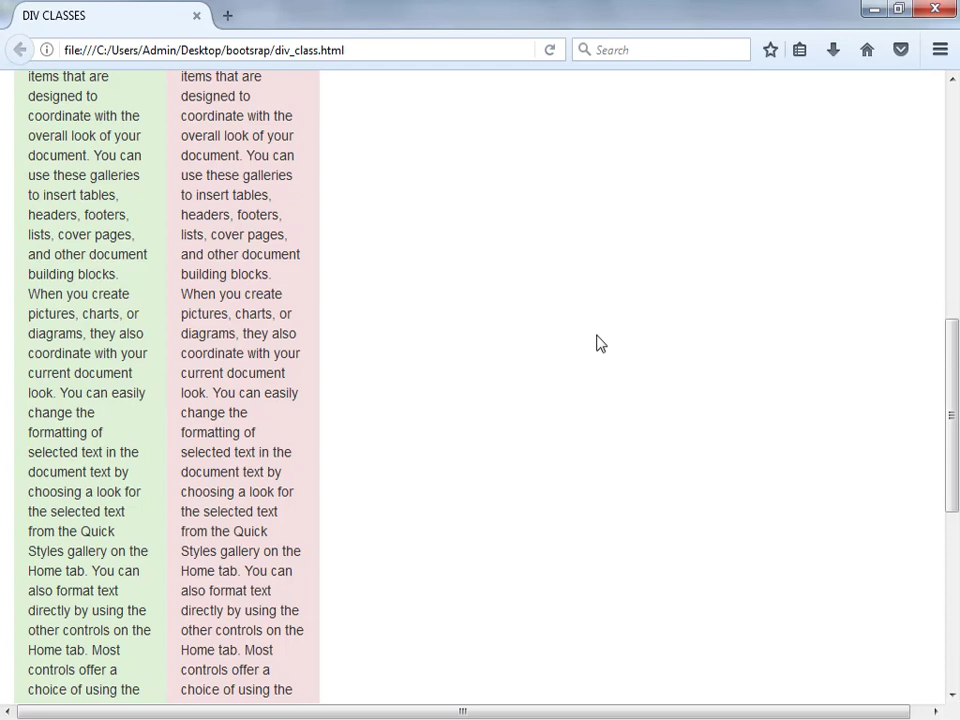 DIV CLASSES
file:///C:/Users/Admin/Desktop/bootsrap/div_class.html
Search
items that are
designed to
coordinate with the
overall look of your
document. You can
use these galleries
to insert tables,
headers, footers,
lists, cover pages,
and other document
building blocks.
When you create
pictures, charts, or
diagrams, they also
coordinate with your
current document
look. You can easily
change the
formatting of
selected text in the
document text by
choosing a look for
the selected text
from the Quick
Styles gallery on the
Home tab. You can
also format text
directly by using the
other controls on the
Home tab. Most
controls offer a
choice of using the
items that are
designed to
coordinate with the
overall look of your
document. You can
use these galleries
to insert tables,
headers, footers,
lists, cover pages,
and other document
building blocks.
When you create
pictures, charts, or
diagrams, they also
coordinate with your
current document
look. You can easily
change the
formatting of
selected text in the
document text by
choosing a look for
the selected text
from the Quick
Styles gallery on the
Home tab. You can
also format text
directly by using the
other controls on the
Home tab. Most
controls offer a
choice of using the